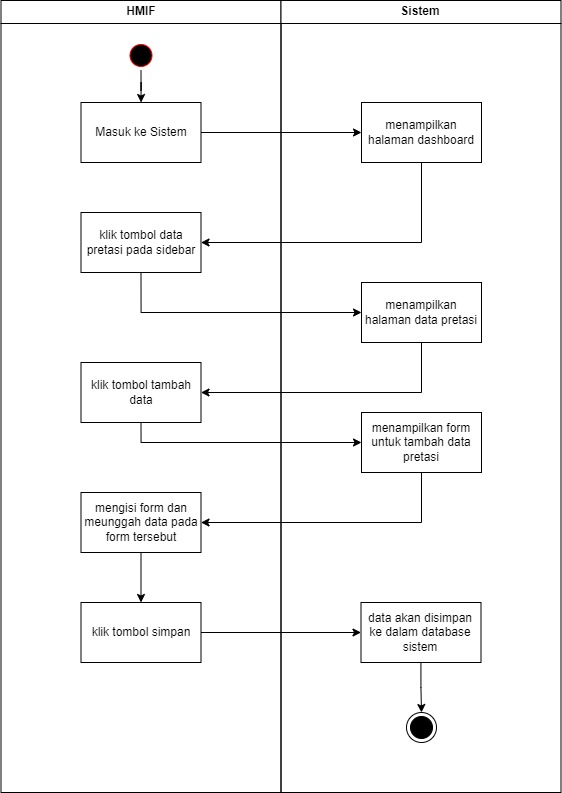 HMIF
Sistem
Masuk ke Sistem
menampilkan
halaman dashboard
klik tombol data
pretasi pada sidebar
menampilkan
halaman data pretasi
klik tombol tambah
data
menampilkan form
untuk tambah data
pretasi
mengisi form dan
meunggah data pada
form tersebut
klik tombol simpan
data akan disimpan
ke dalam database
sistem